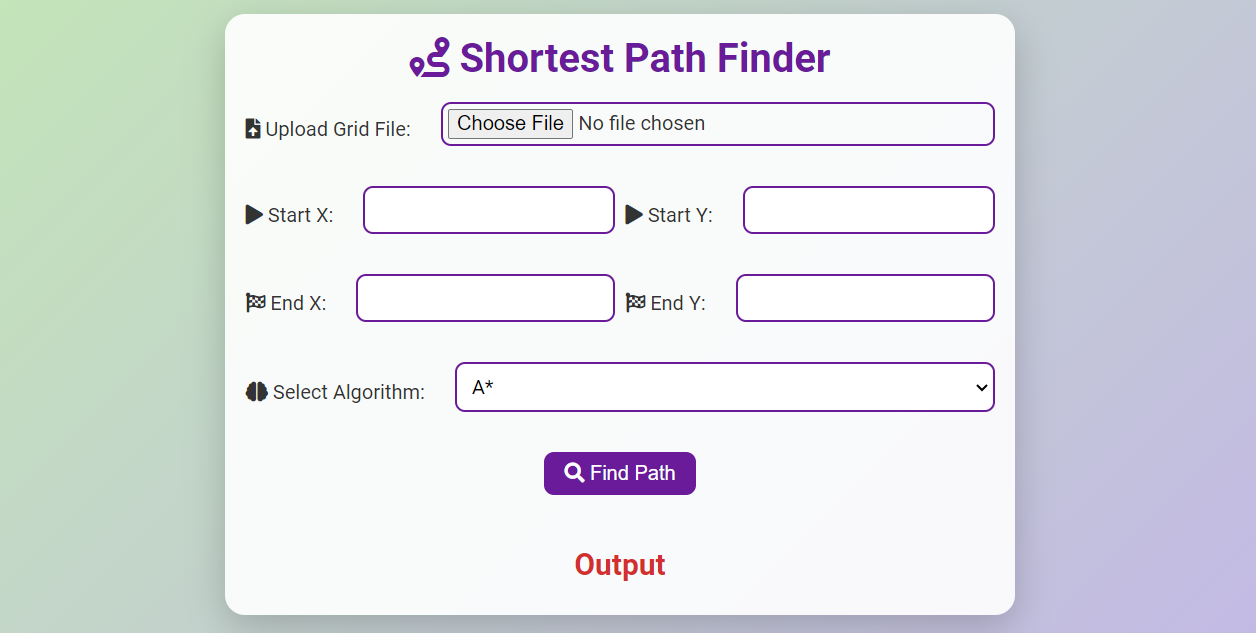 Shortest Path Finder
Upload Grid File: Choose File No file chosen
Start X: Start Y:
End X: End Y:
Select Algorithm: A*
Find Path
Output